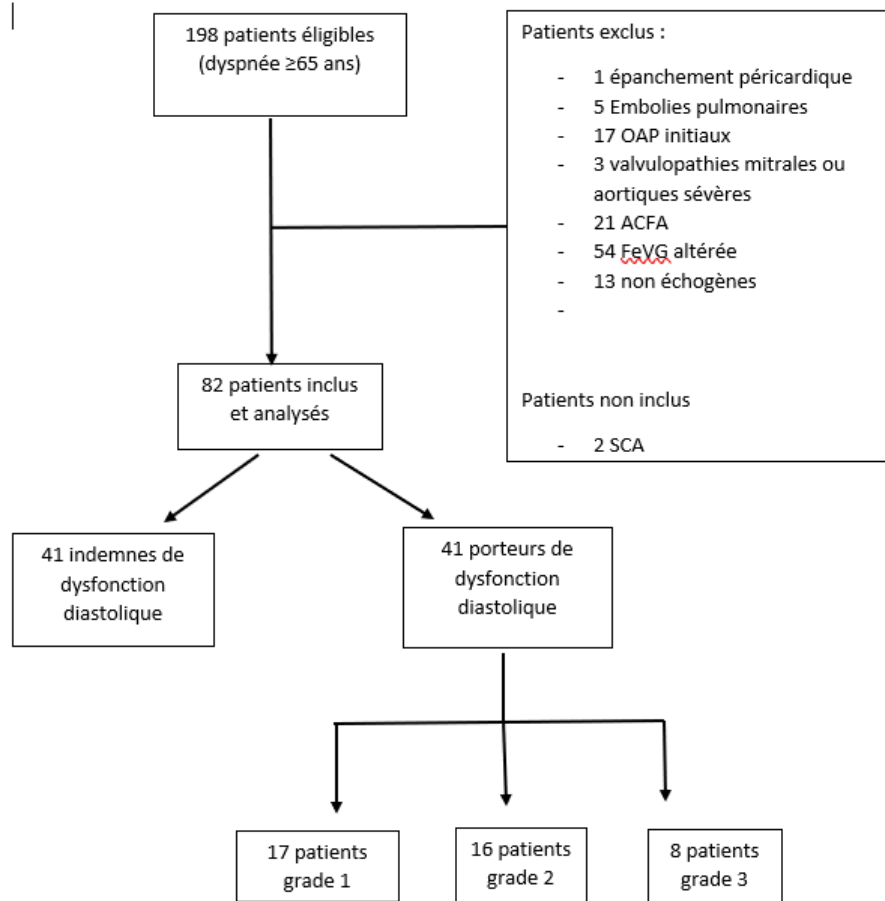 198 patients éligibles
(dyspnée ≥65 ans)
Patients exclus :
- 1 épanchement péricardique
- 5 Embolies pulmonaires
- 17 OAP initiaux
- 3 valvulopathies mitrales ou
aortiques sévères
- 21 ACFA
- 54 FeVG altérée
- 13 non échogènes
-
Patients non inclus
- 2 SCA
82 patients inclus
et analysés
41 indemnes de
dysfonction
diastolique
41 porteurs de
dysfonction
diastolique
17 patients
grade 1
16 patients
grade 2
8 patients
grade 3